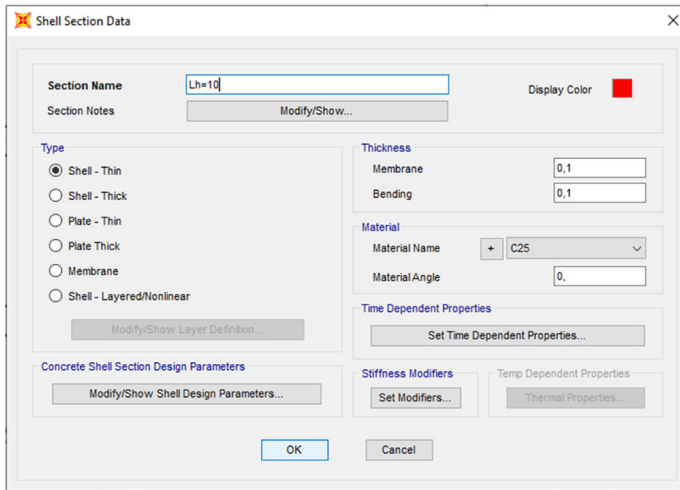 Shell Section Data
Section Name
Lh=10
Display Color
Section Notes
Modify/Show...
Type
Shell - Thin
Shell - Thick
Plate - Thin
Plate Thick
Membrane
Shell - Layered/Nonlinear
Modify/Show Layer Definition...
Concrete Shell Section Design Parameters
Modify/Show Shell Design Parameters...
Thickness
Membrane
0,1
Bending
0,1
Material
Material Name
+
C25
Material Angle
0,
Time Dependent Properties
Set Time Dependent Properties...
Stiffness Modifiers
Set Modifiers...
Temp Dependent Properties
Thermal Properties...
OK
Cancel